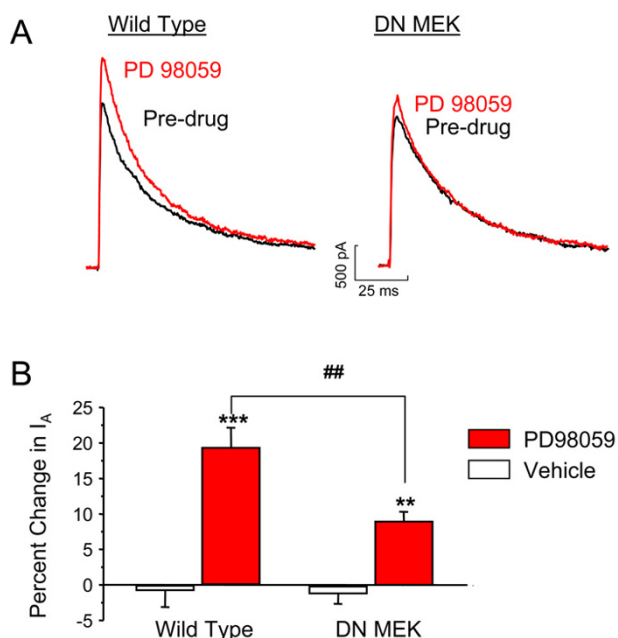 A
Wild Type
DN MEK
PD 98059
Pre-drug
PD 98059
Pre-drug
500 pA
25 ms
B
##
Percent Change in I_A
25
20
15
10
5
0
-5
***
**
PD98059
Vehicle
Wild Type
DN MEK